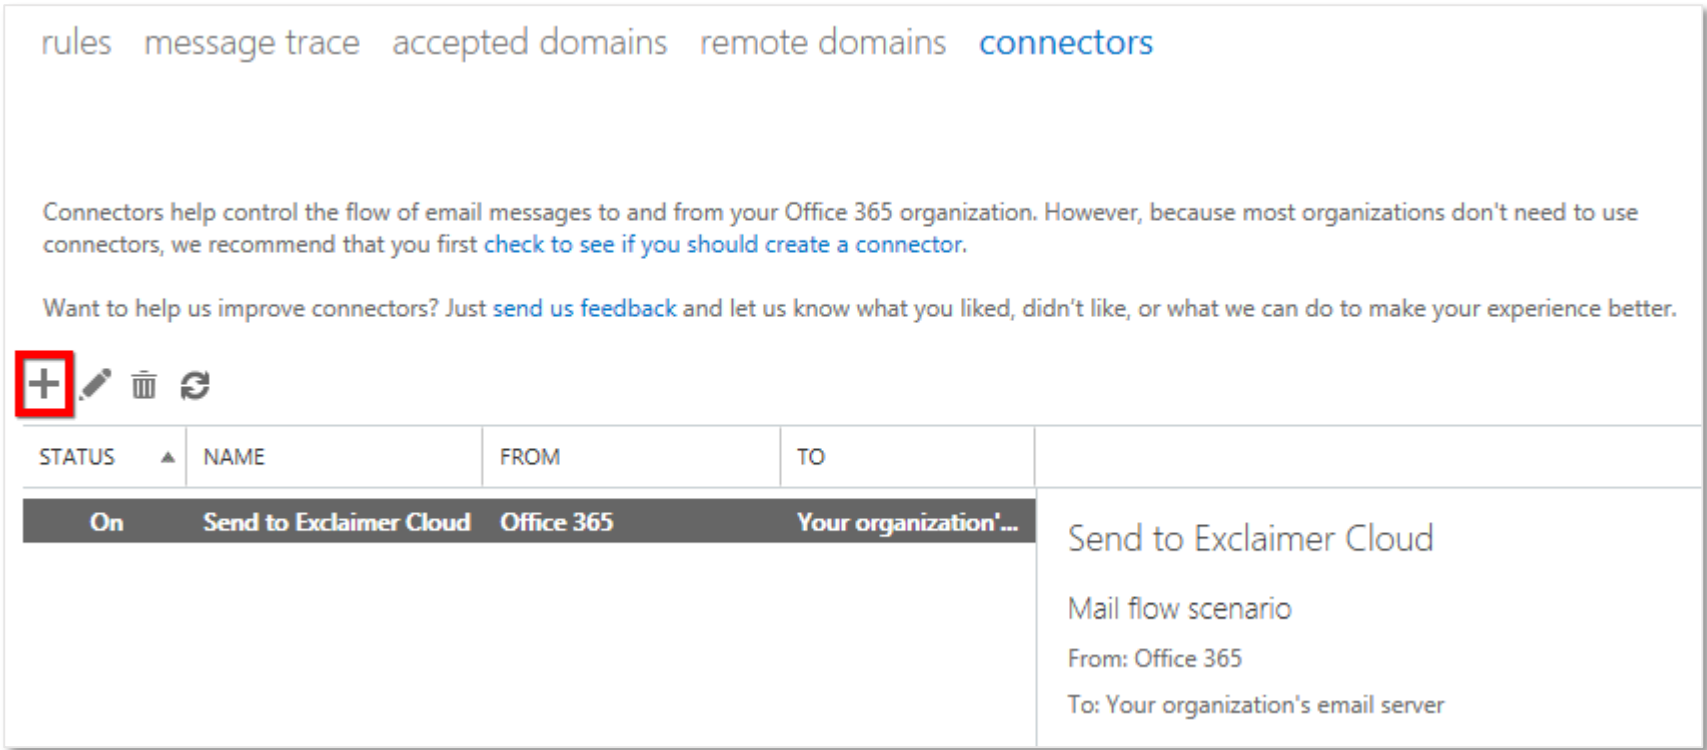 rules message trace accepted domains remote domains connectors
Connectors help control the flow of email messages to and from your Office 365 organization. However, because most organizations don't need to use
connectors, we recommend that you first check to see if you should create a connector.
Want to help us improve connectors? Just send us feedback and let us know what you liked, didn't like, or what we can do to make your experience better.
STATUS NAME FROM TO
On Send to Exclaimer Cloud Office 365 Your organization'...
Send to Exclaimer Cloud
Mail flow scenario
From: Office 365
To: Your organization's email server